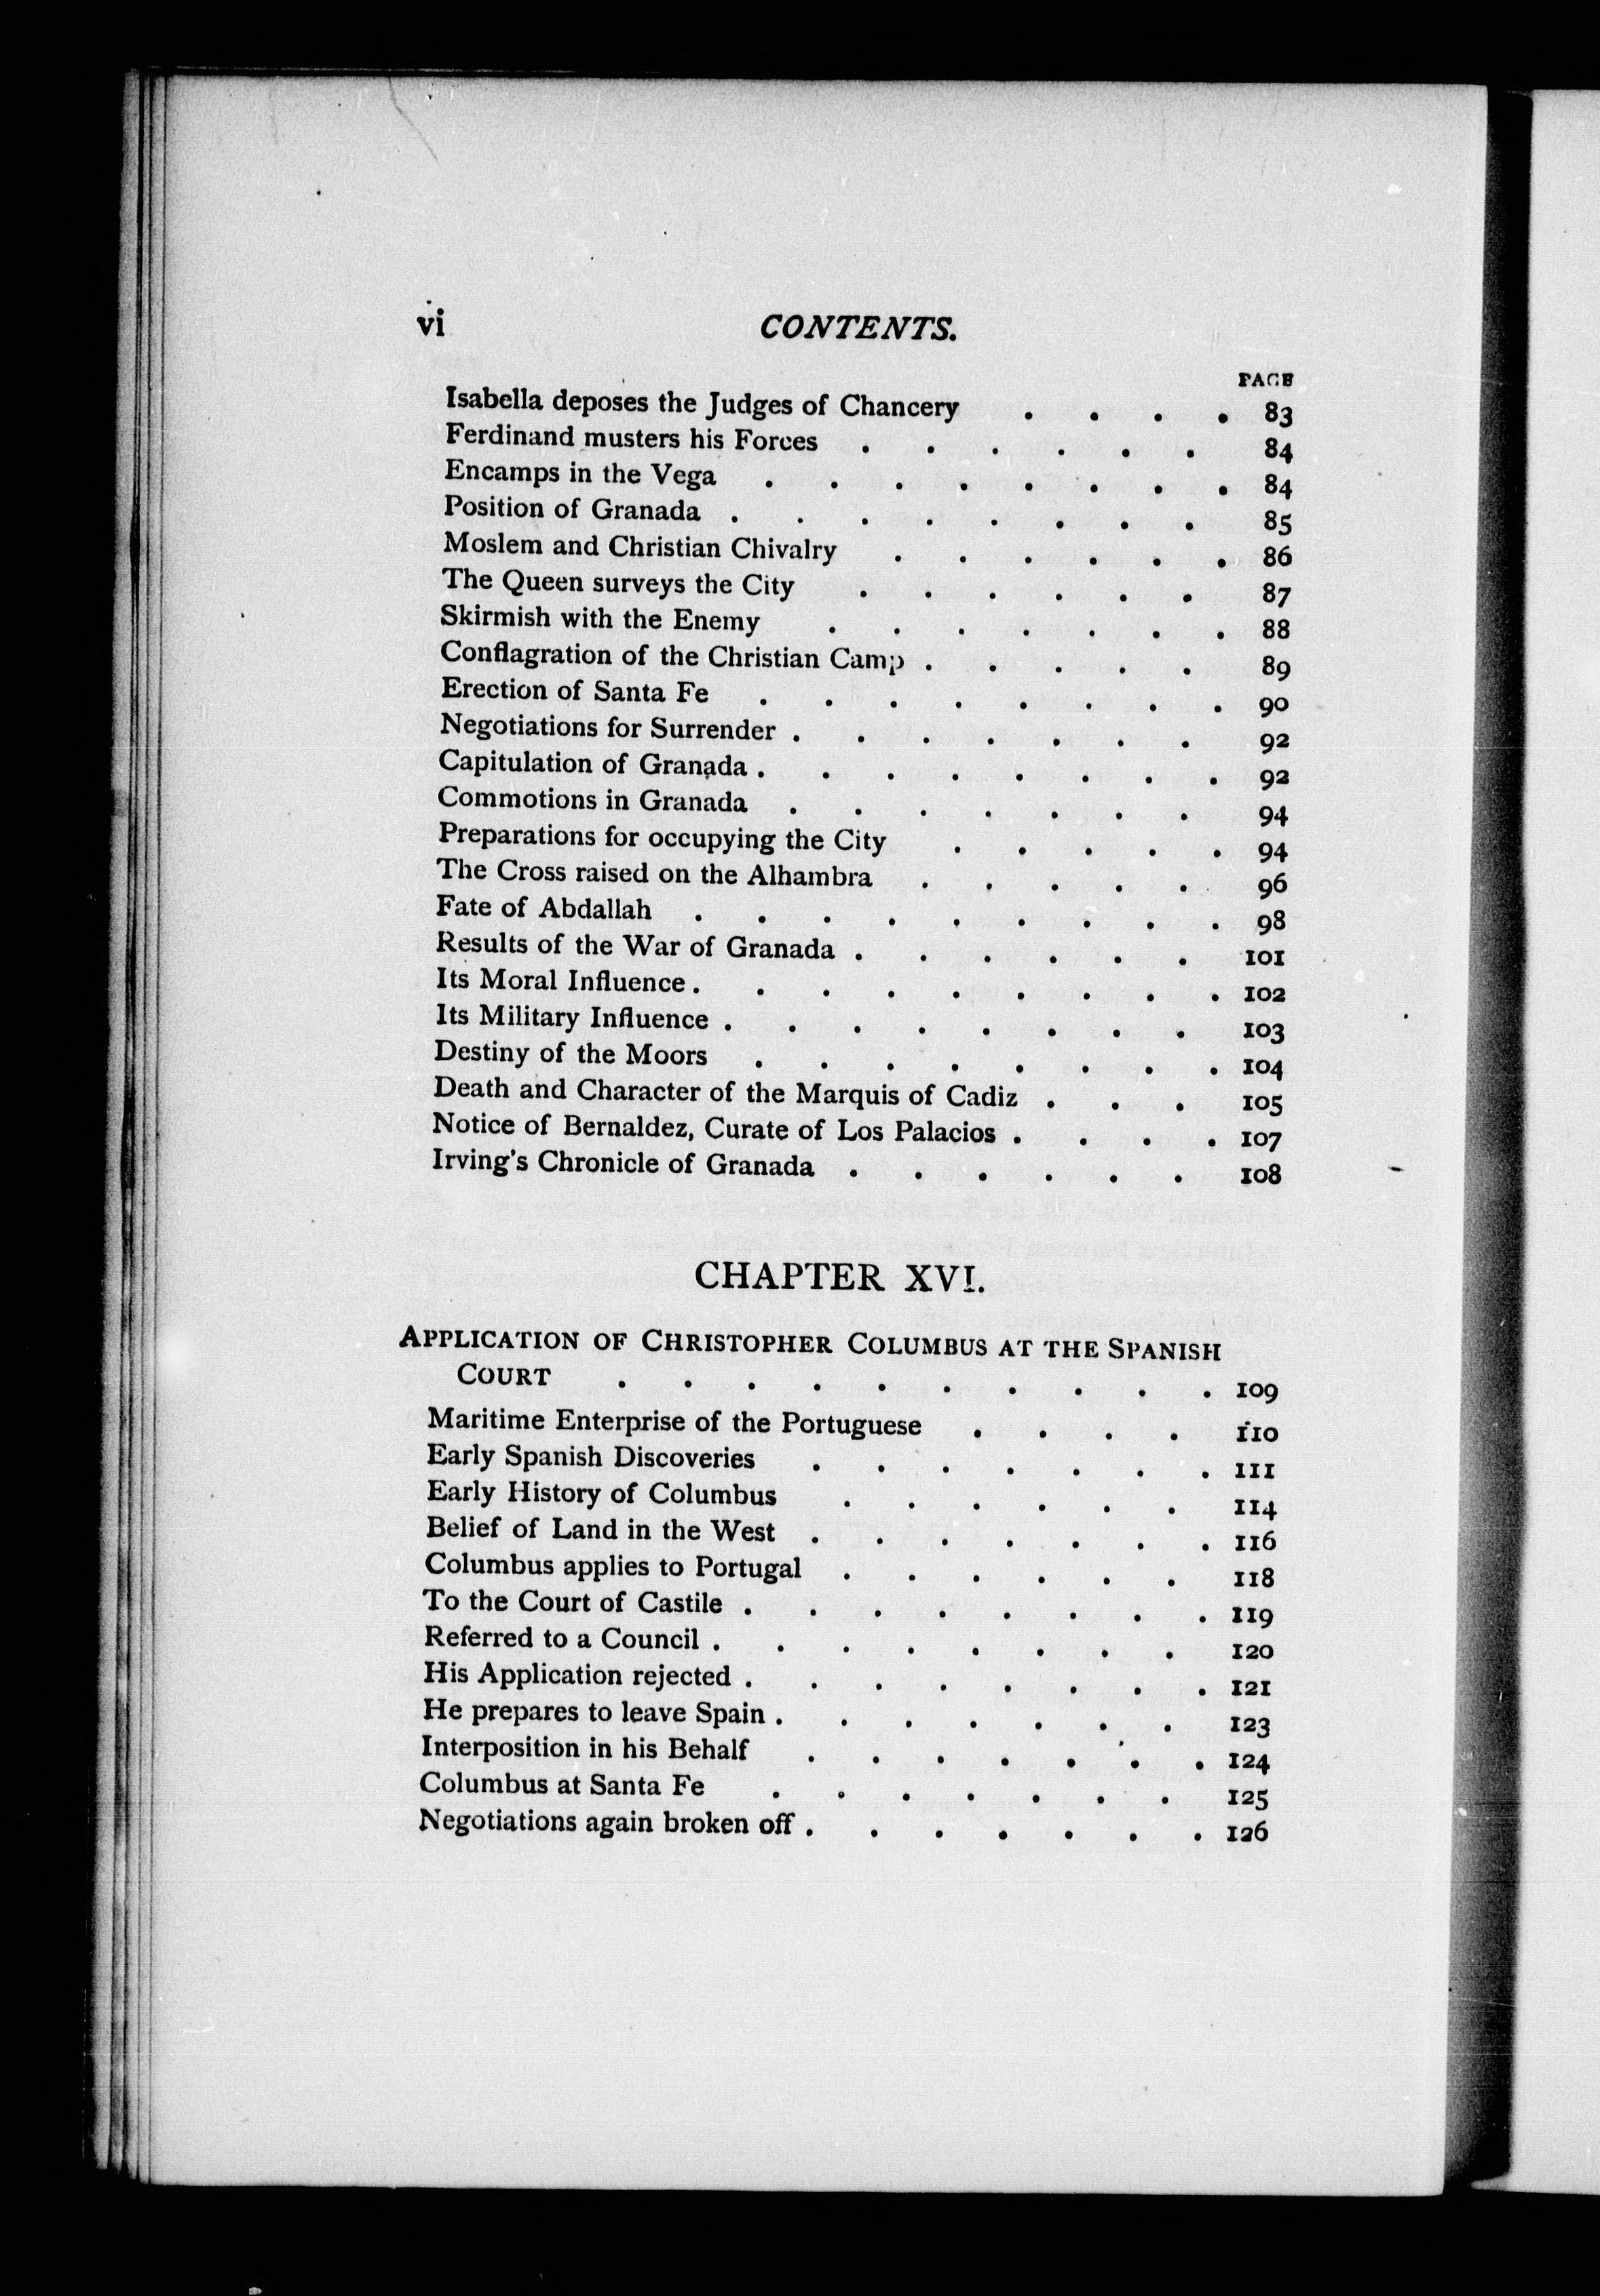 vi CONTENTS.
PAGE
Isabella deposes the Judges of Chancery . . . . 83
Ferdinand musters his Forces . . . . . . 84
Encamps in the Vega . . . . . . . . 84
Position of Granada . . . . . . . . 85
Moslem and Christian Chivalry . . . . . . 86
The Queen surveys the City . . . . . . 87
Skirmish with the Enemy . . . . . . . 88
Conflagration of the Christian Camp . . . . . 89
Erection of Santa Fe . . . . . . . . 90
Negotiations for Surrender . . . . . . . 92
Capitulation of Granada . . . . . . . . 92
Commotions in Granada . . . . . . . 94
Preparations for occupying the City . . . . . 94
The Cross raised on the Alhambra . . . . . 96
Fate of Abdallah . . . . . . . . . 98
Results of the War of Granada . . . . . . 101
Its Moral Influence . . . . . . . . . 102
Its Military Influence . . . . . . . . 103
Destiny of the Moors . . . . . . . . 104
Death and Character of the Marquis of Cadiz . . . 105
Notice of Bernaldez, Curate of Los Palacios . . . . 107
Irving's Chronicle of Granada . . . . . . 108
CHAPTER XVI.
APPLICATION OF CHRISTOPHER COLUMBUS AT THE SPANISH
COURT . . . . . . . . . . 109
Maritime Enterprise of the Portuguese . . . . 110
Early Spanish Discoveries . . . . . . . 111
Early History of Columbus . . . . . . 114
Belief of Land in the West . . . . . . . 116
Columbus applies to Portugal . . . . . . 118
To the Court of Castile . . . . . . . . 119
Referred to a Council . . . . . . . . 120
His Application rejected . . . . . . . . 121
He prepares to leave Spain . . . . . . . 123
Interposition in his Behalf . . . . . . . 124
Columbus at Santa Fe . . . . . . . 125
Negotiations again broken off . . . . . . . 126